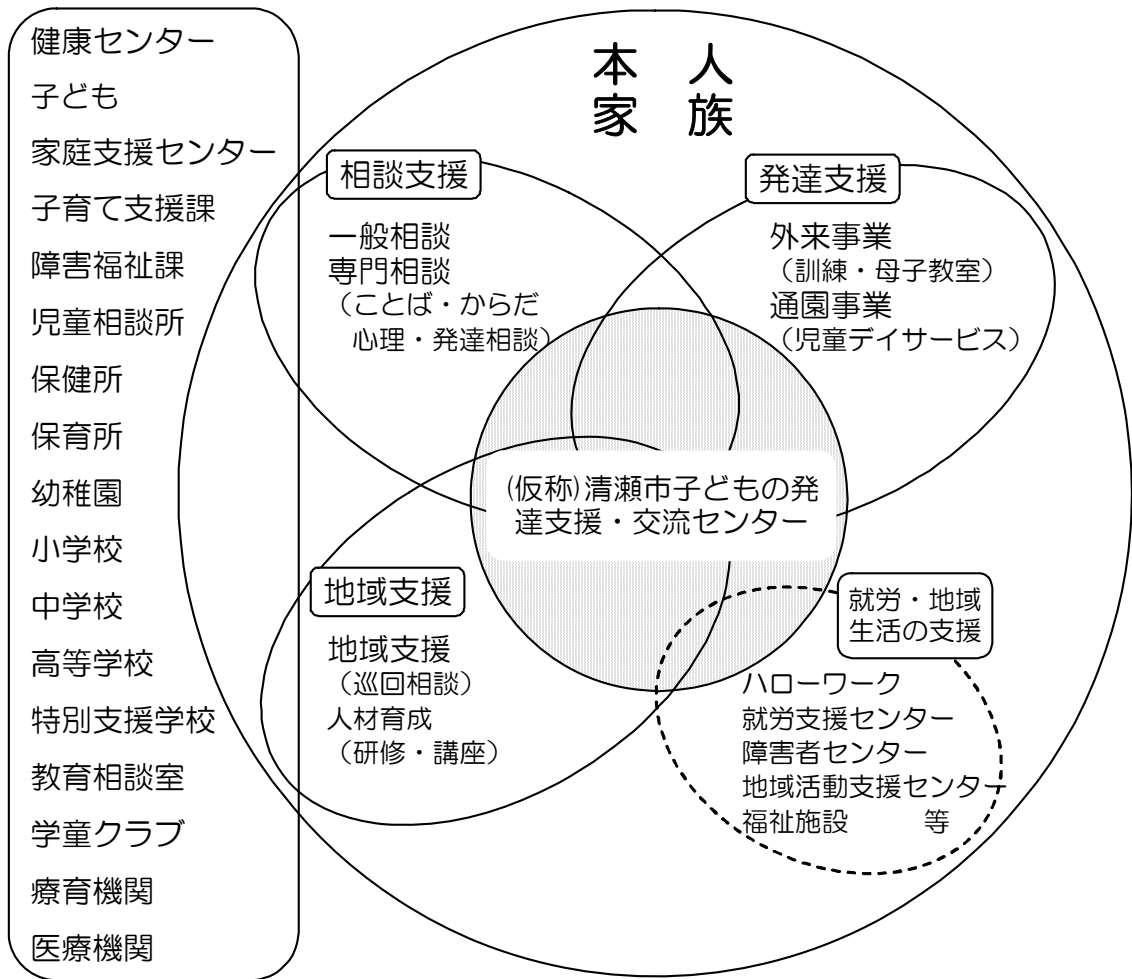 健康センター
子ども
家庭支援センター
子育て支援課
障害福祉課
児童相談所
保健所
保育所
幼稚園
小学校
中学校
高等学校
特別支援学校
教育相談室
学童クラブ
療育機関
医療機関
本　人
家　族
相談支援
一般相談
専門相談
（ことば・からだ
心理・発達相談）
発達支援
外来事業
（訓練・母子教室）
通園事業
（児童デイサービス）
(仮称)清瀬市子どもの発
達支援・交流センター
地域支援
地域支援
（巡回相談）
人材育成
（研修・講座）
就労・地域
生活の支援
ハローワーク
就労支援センター
障害者センター
地域活動支援センター
福祉施設　　等